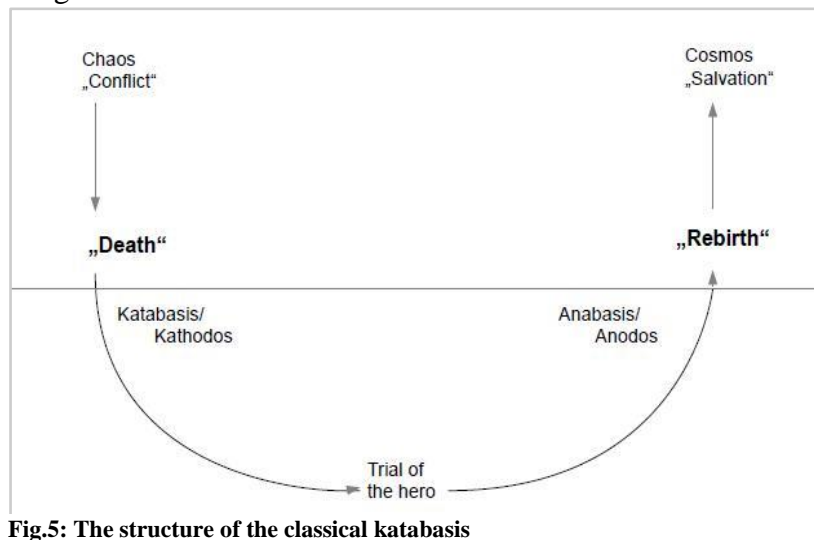 Chaos
„Conflict“
Cosmos
„Salvation“
„Death“
„Rebirth“
Katabasis/
Kathodos
Anabasis/
Anodos
Trial of
the hero
Fig.5: The structure of the classical katabasis